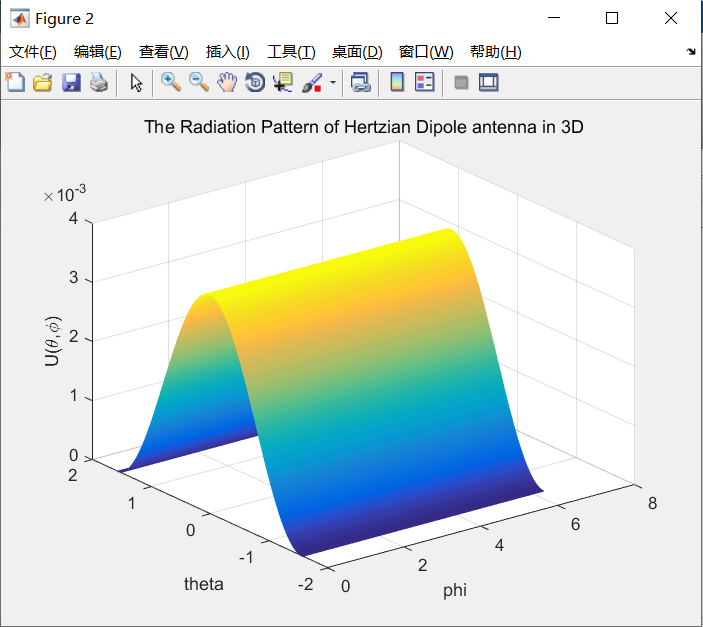 Figure 2
文件(F) 编辑(E) 查看(V) 插入(I) 工具(T) 桌面(D) 窗口(W) 帮助(H)
The Radiation Pattern of Hertzian Dipole antenna in 3D
×10⁻³
4
3
2
1
0
U(θ,ϕ)
2
1
0
-1
-2
theta
0
2
4
6
8
phi